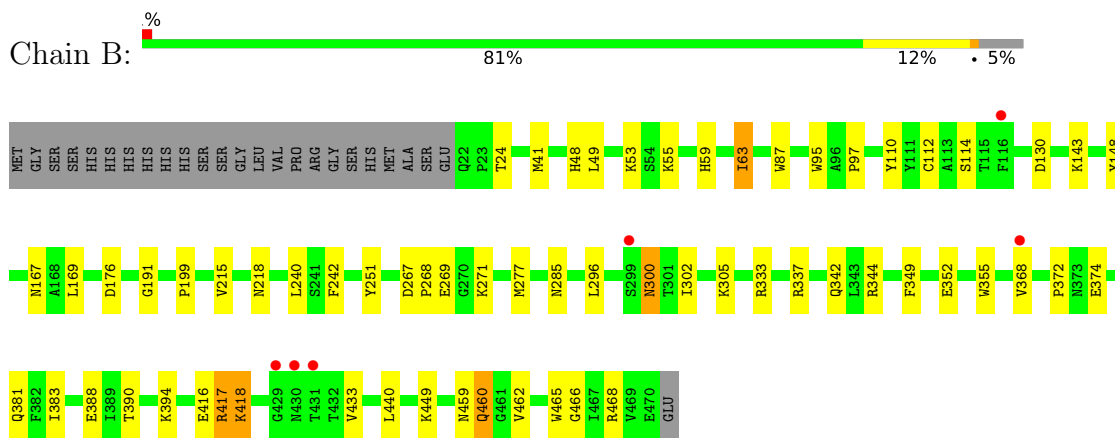 .%
Chain B:
81% 12% • 5%
MET GLY SER SER HIS HIS HIS HIS HIS HIS SER SER GLY LEU VAL PRO ARG GLY SER HIS MET ALA SER GLU Q22 P23 T24 M41 H48 L49 K53 S54 K55 H59 I63 W87 W95 A96 P97 Y110 Y111 C112 A113 S114 T115 F116 D130 K143 Y148
N167 A168 L169 D176 G191 P199 V215 N218 L240 S241 F242 Y251 D267 P268 E269 G270 K271 M277 N285 L296 S299 N300 T301 I302 K305 R333 R337 Q342 L343 R344 F349 E352 W355 V368 P372 N373 E374
Q381 F382 I383 E388 I389 T390 K394 E416 R417 K418 G429 N430 T431 T432 V433 L440 K449 N459 Q460 G461 V462 W465 G466 I467 R468 V469 E470 GLU